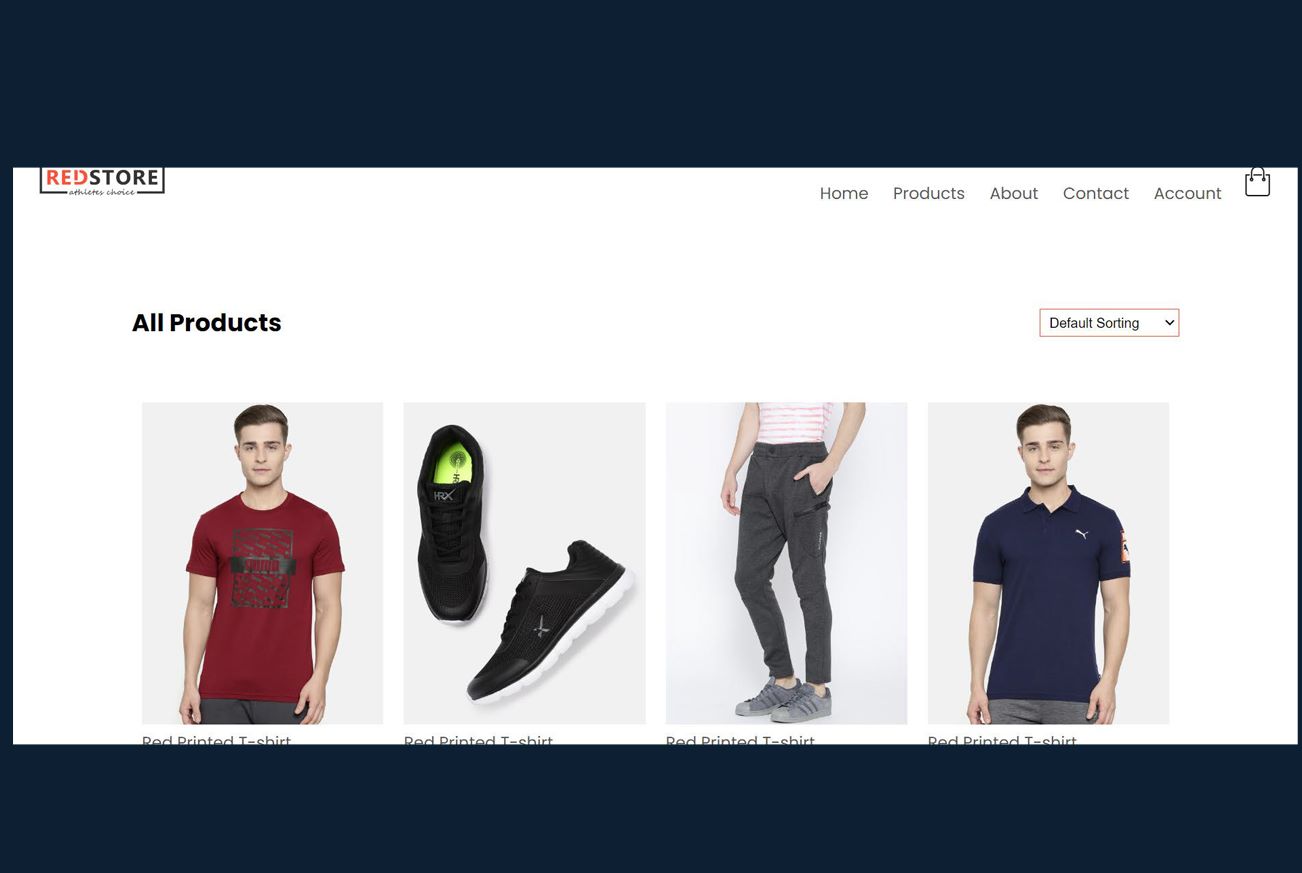 REDSTORE
athletes choice
Home Products About Contact Account
All Products
Default Sorting
HRX
Red Printed T-shirt Red Printed T-shirt Red Printed T-shirt Red Printed T-shirt